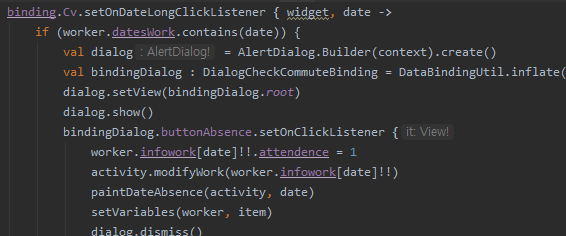 binding.Cv.setOnDateLongClickListener { widget, date ->
if (worker.datesWork.contains(date)) {
val dialog : AlertDialog! = AlertDialog.Builder(context).create()
val bindingDialog : DialogCheckCommuteBinding = DataBindingUtil.inflate(
dialog.setView(bindingDialog.root)
dialog.show()
bindingDialog.buttonAbsence.setOnClickListener { it: View!
worker.infowork[date]!!.attendence = 1
activity.modifyWork(worker.infowork[date]!!)
paintDateAbsence(activity, date)
setVariables(worker, item)
dialog.dismiss()